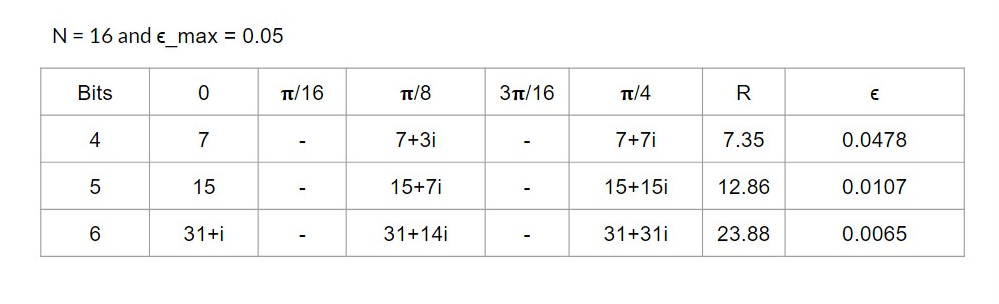 N = 16 and ϵ_max = 0.05
Bits 0 π/16 π/8 3π/16 π/4 R ϵ
4 7 - 7+3i - 7+7i 7.35 0.0478
5 15 - 15+7i - 15+15i 12.86 0.0107
6 31+i - 31+14i - 31+31i 23.88 0.0065